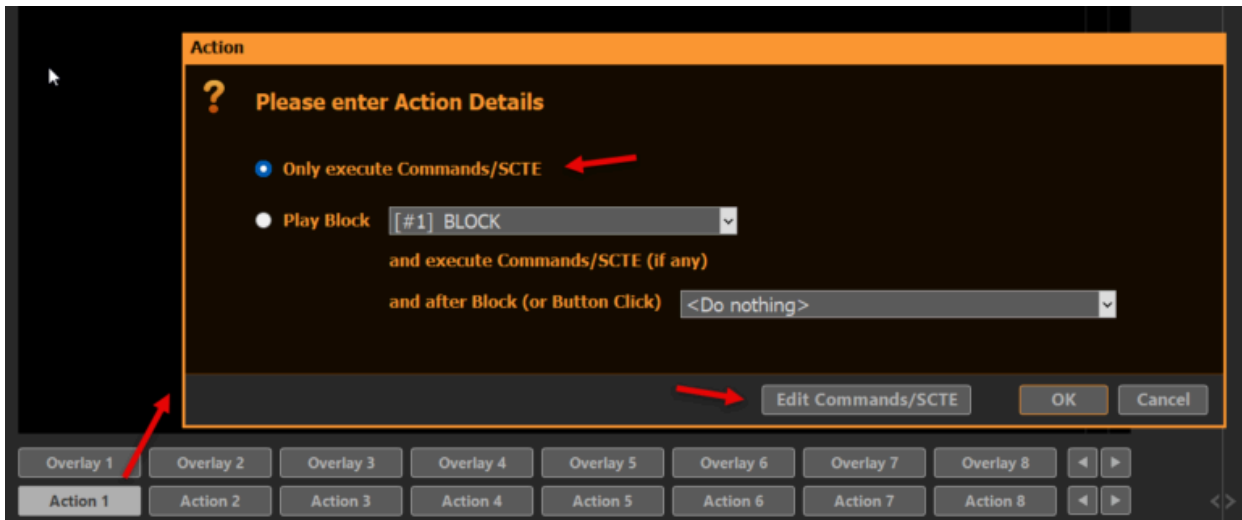 Action
?
Please enter Action Details
Only execute Commands/SCTE
Play Block [#1] BLOCK
and execute Commands/SCTE (if any)
and after Block (or Button Click) <Do nothing>
Edit Commands/SCTE OK Cancel
Overlay 1 Overlay 2 Overlay 3 Overlay 4 Overlay 5 Overlay 6 Overlay 7 Overlay 8
Action 1 Action 2 Action 3 Action 4 Action 5 Action 6 Action 7 Action 8 <>